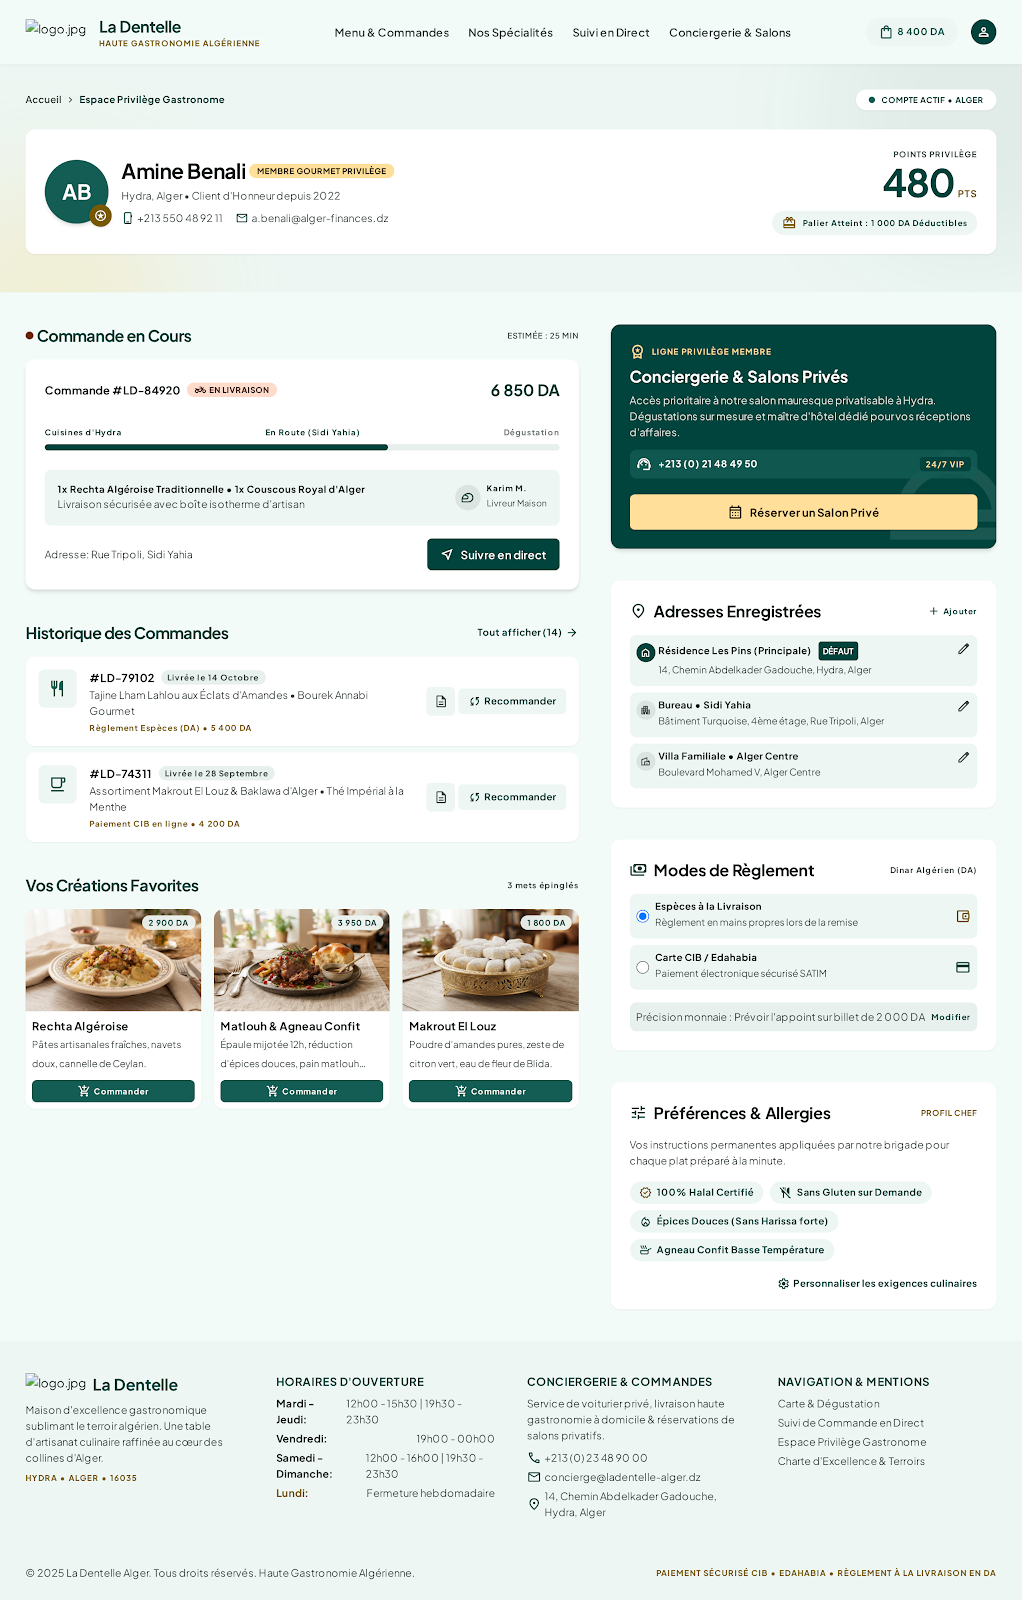 logo.jpg
La Dentelle
HAUTE GASTRONOMIE ALGÉRIENNE
Menu & Commandes
Nos Spécialités
Suivi en Direct
Conciergerie & Salons
8 400 DA
Accueil > Espace Privilège Gastronome
COMPTE ACTIF • ALGER
AB
Amine Benali
MEMBRE GOURMET PRIVILÈGE
Hydra, Alger • Client d'Honneur depuis 2022
+213 550 48 92 11
a.benali@alger-finances.dz
POINTS PRIVILÈGE
480 PTS
Palier Atteint : 1 000 DA Déductibles
Commande en Cours
ESTIMÉE : 25 MIN
Commande #LD-84920
EN LIVRAISON
6 850 DA
Cuisines d'Hydra
En Route (Sidi Yahia)
Dégustation
1x Rechta Algéroise Traditionnelle • 1x Couscous Royal d'Alger
Livraison sécurisée avec boîte isotherme d'artisan
Karim M.
Livreur Maison
Adresse: Rue Tripoli, Sidi Yahia
Suivre en direct
Historique des Commandes
Tout afficher (14)
#LD-79102
Livrée le 14 Octobre
Tajine Lham Lahlou aux Éclats d'Amandes • Bourek Annabi
Gourmet
Règlement Espèces (DA) • 5 400 DA
Recommander
#LD-74311
Livrée le 28 Septembre
Assortiment Makrout El Louz & Baklawa d'Alger • Thé Impérial à la
Menthe
Paiement CIB en ligne • 4 200 DA
Recommander
Vos Créations Favorites
3 mets épinglés
2 900 DA
Rechta Algéroise
Pâtes artisanales fraîches, navets
doux, cannelle de Ceylan.
Commander
3 950 DA
Matlouh & Agneau Confit
Épaule mijotée 12h, réduction
d'épices douces, pain matlouh...
Commander
1 800 DA
Makrout El Louz
Poudre d'amandes pures, zeste de
citron vert, eau de fleur de Blida.
Commander
LIGNE PRIVILÈGE MEMBRE
Conciergerie & Salons Privés
Accès prioritaire à notre salon mauresque privatisable à Hydra.
Dégustations sur mesure et maître d'hôtel dédié pour vos réceptions
d'affaires.
+213 (0) 21 48 49 50
24/7 VIP
Réserver un Salon Privé
Adresses Enregistrées
+ Ajouter
Résidence Les Pins (Principale)
DÉFAUT
14, Chemin Abdelkader Gadouche, Hydra, Alger
Bureau • Sidi Yahia
Bâtiment Turquoise, 4ème étage, Rue Tripoli, Alger
Villa Familiale • Alger Centre
Boulevard Mohamed V, Alger Centre
Modes de Règlement
Dinar Algérien (DA)
Espèces à la Livraison
Règlement en mains propres lors de la remise
Carte CIB / Edahabia
Paiement électronique sécurisé SATIM
Précision monnaie : Prévoir l'appoint sur billet de 2 000 DA
Modifier
Préférences & Allergies
PROFIL CHEF
Vos instructions permanentes appliquées par notre brigade pour
chaque plat préparé à la minute.
100% Halal Certifié
Sans Gluten sur Demande
Épices Douces (Sans Harissa forte)
Agneau Confit Basse Température
Personnaliser les exigences culinaires
logo.jpg
La Dentelle
Maison d'excellence gastronomique
sublimant le terroir algérien. Une table
d'artisanat culinaire raffinée au cœur des
collines d'Alger.
HYDRA • ALGER • 16035
HORAIRES D'OUVERTURE
Mardi –
Jeudi:
12h00 - 15h30 | 19h30 -
23h30
Vendredi:
19h00 - 00h00
Samedi –
Dimanche:
12h00 - 16h00 | 19h30 -
23h30
Lundi:
Fermeture hebdomadaire
CONCIERGERIE & COMMANDES
Service de voiturier privé, livraison haute
gastronomie à domicile & réservations de
salons privatifs.
+213 (0) 23 48 90 00
concierge@ladentelle-alger.dz
14, Chemin Abdelkader Gadouche,
Hydra, Alger
NAVIGATION & MENTIONS
Carte & Dégustation
Suivi de Commande en Direct
Espace Privilège Gastronome
Charte d'Excellence & Terroirs
© 2025 La Dentelle Alger. Tous droits réservés. Haute Gastronomie Algérienne.
PAIEMENT SÉCURISÉ CIB • EDAHABIA • RÈGLEMENT À LA LIVRAISON EN DA